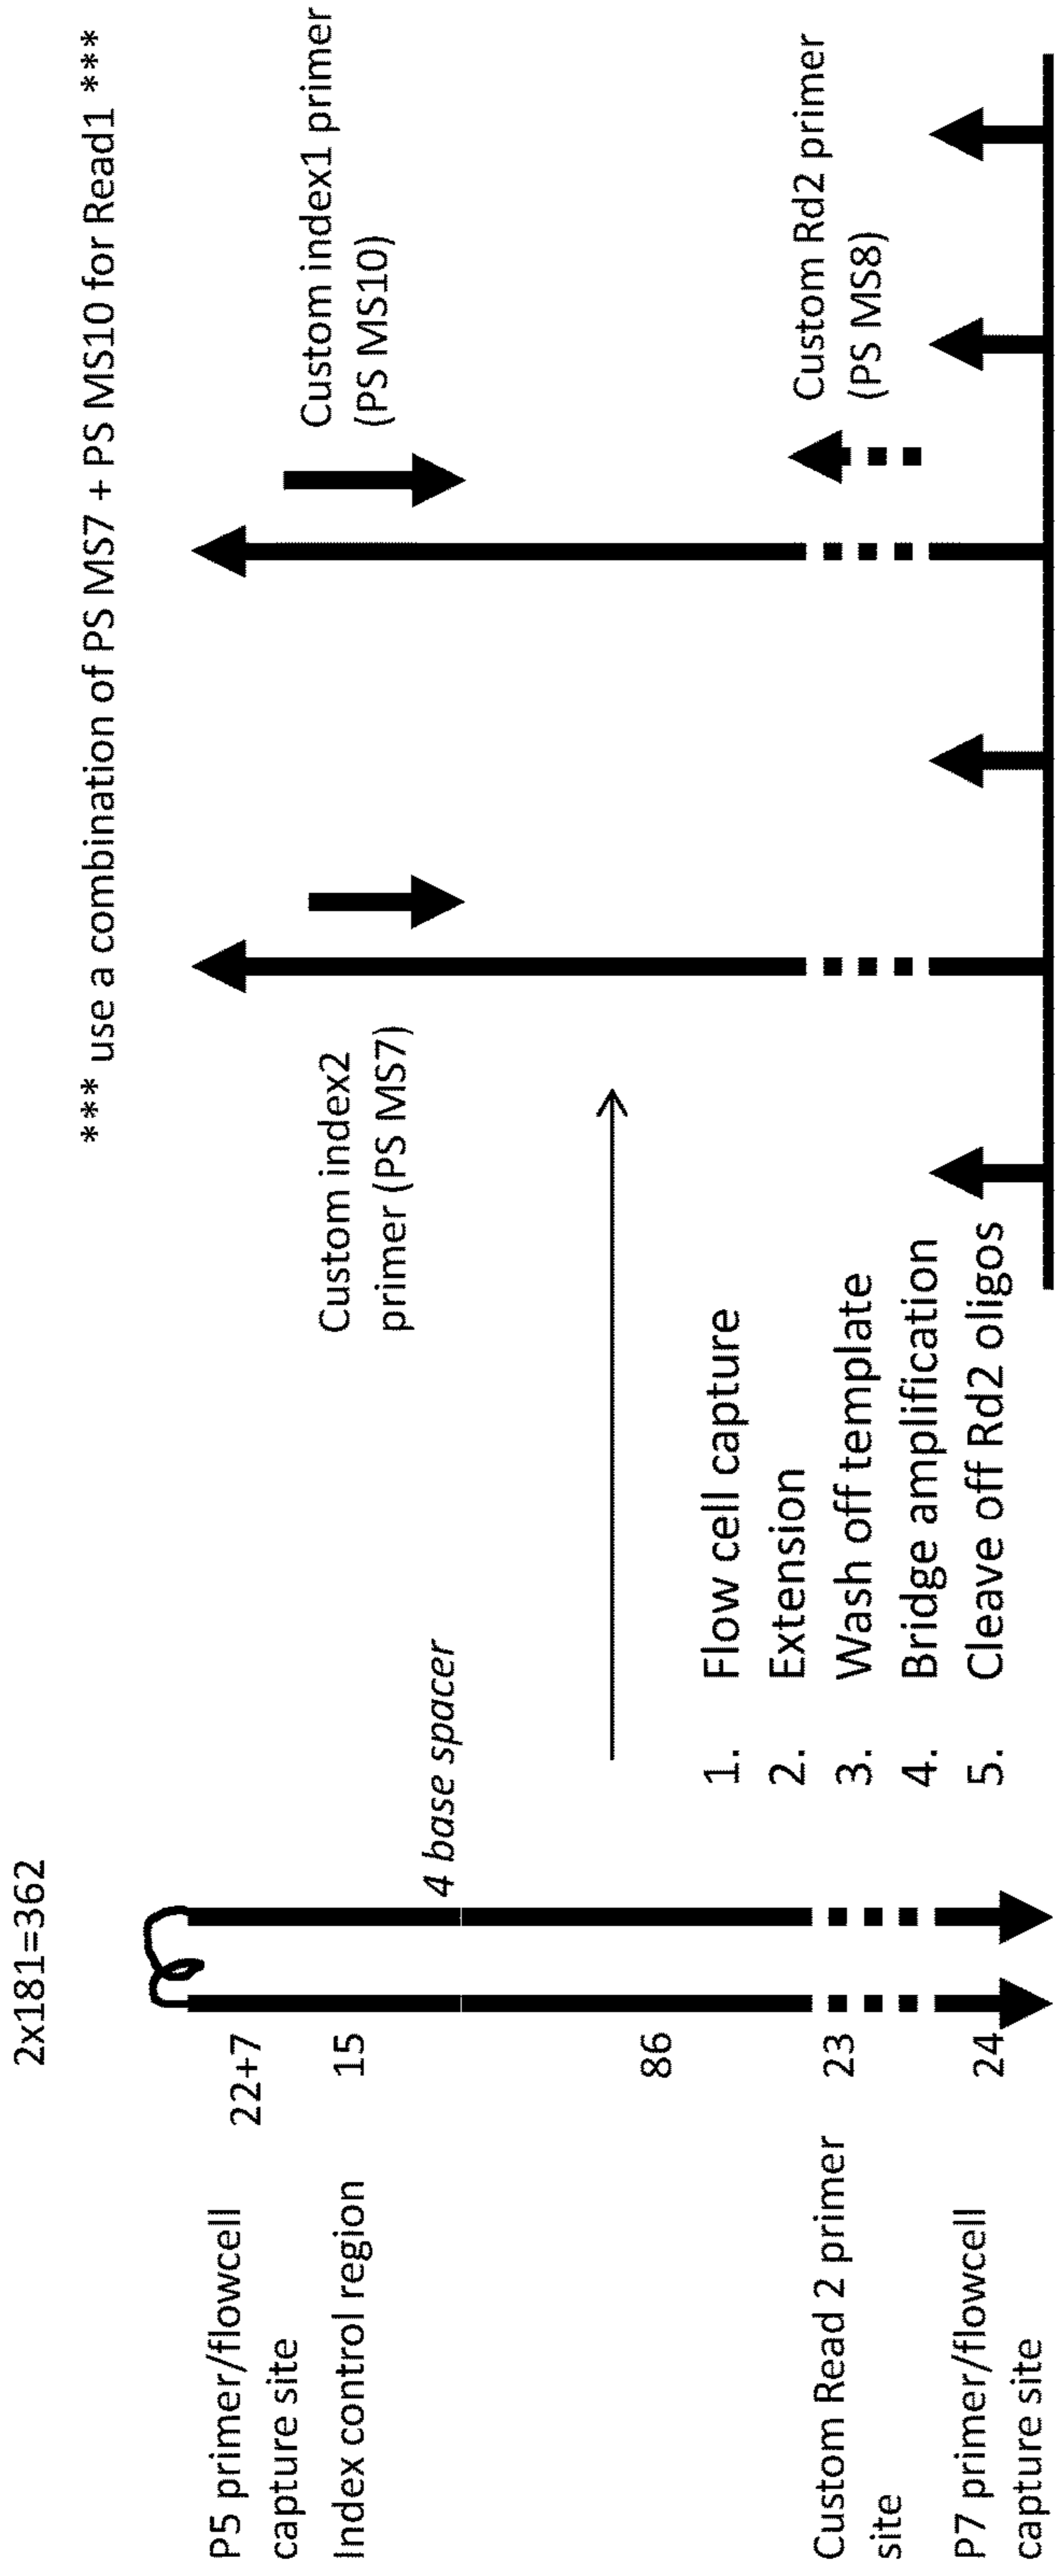 2x181=362
P5 primer/flowcell
capture site
22+7
Index control region
15
4 base spacer
86
Custom Read 2 primer
site
23
P7 primer/flowcell
capture site
24
1. Flow cell capture
2. Extension
3. Wash off template
4. Bridge amplification
5. Cleave off Rd2 oligos
*** use a combination of PS MS7 + PS MS10 for Read1 ***
Custom index2
primer (PS MS7)
Custom index1 primer
(PS MS10)
Custom Rd2 primer
(PS MS8)